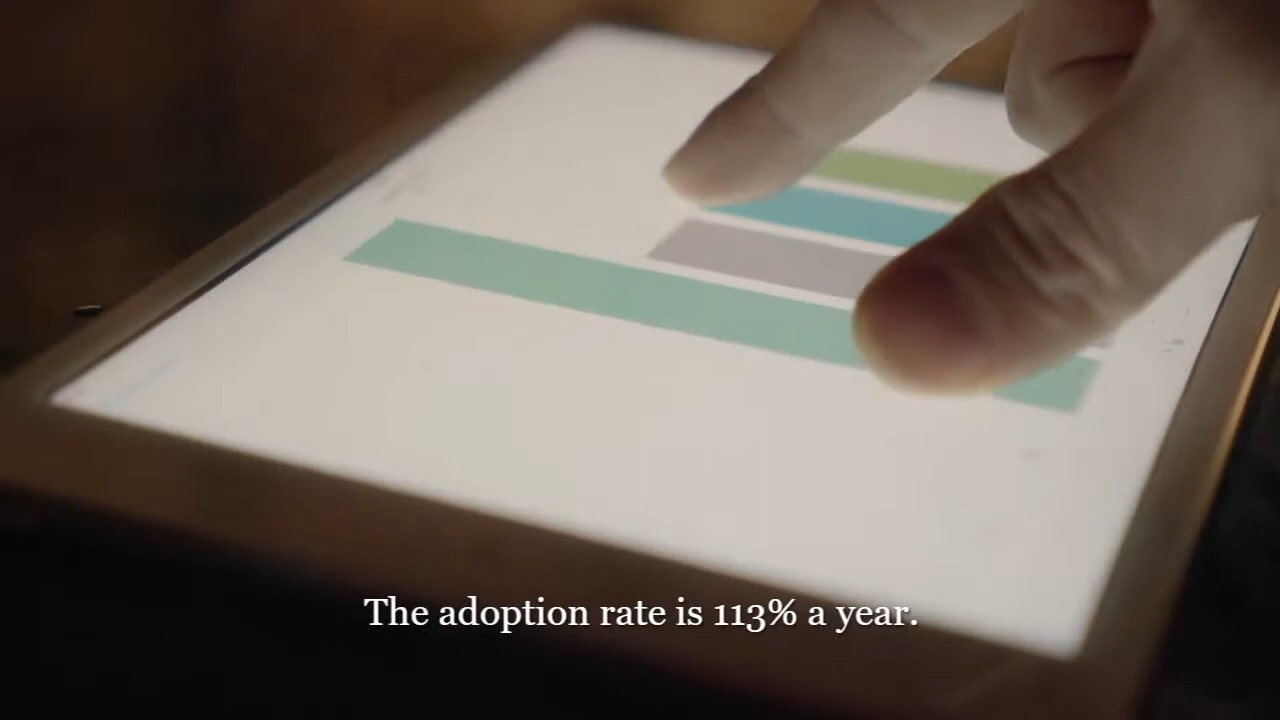 The adoption rate is 113% a year.